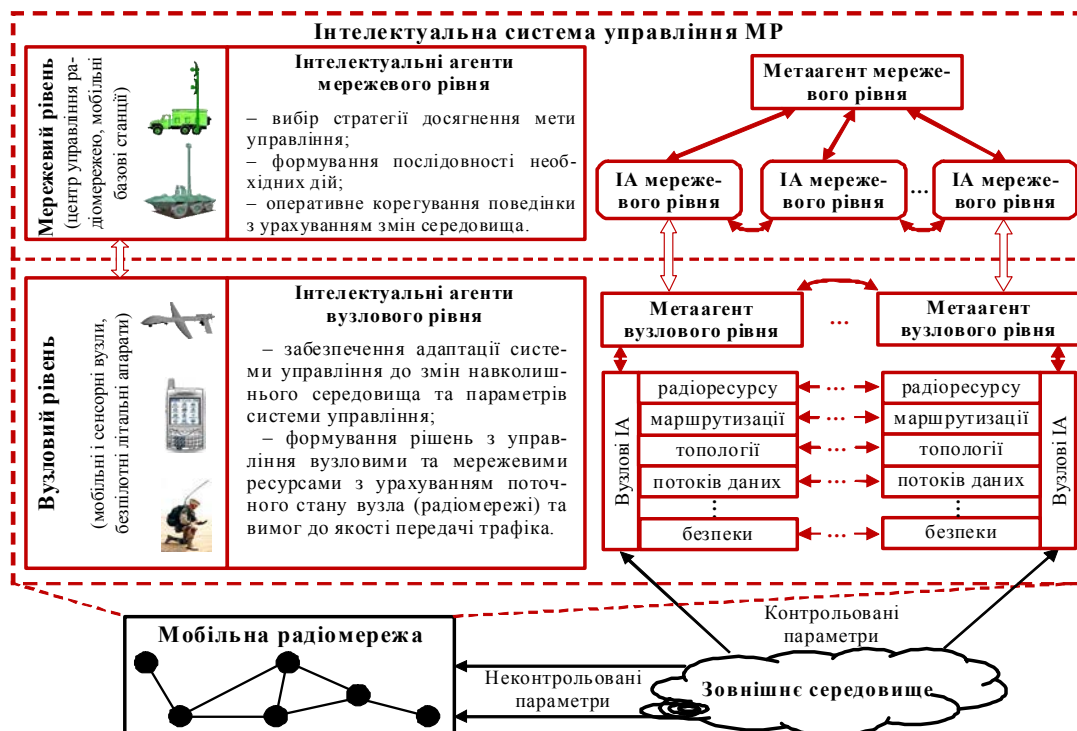 Інтелектуальна система управління МР
Мережевий рівень
(центр управління ра-
діомережею, мобільні
базові станції)
Інтелектуальні агенти
мережевого рівня
– вибір стратегії досягнення мети
управління;
– формування послідовності необ-
хідних дій;
– оперативне корегування поведінки
з урахуванням змін середовища.
Метаагент мереже-
вого рівня
ІА мереже-
вого рівня
ІА мереже-
вого рівня
...
ІА мереже-
вого рівня
Вузловий рівень
(мобільні і сенсорні вузли,
безпілотні літальні апарати)
Інтелектуальні агенти
вузлового рівня
– забезпечення адаптації систе-
ми управління до змін навколиш-
нього середовища та параметрів
системи управління;
– формування рішень з управ-
ління вузловими та мережевими
ресурсами з урахуванням поточ-
ного стану вузла (радіомережі) та
вимог до якості передачі трафіка.
Метаагент
вузлового рівня
...
Метаагент
вузлового рівня
Вузлові ІА
радіоресурсу
маршрутизації
топології
потоків даних
⋮
безпеки
...
...
...
...
...
радіоресурсу
маршрутизації
топології
потоків даних
⋮
безпеки
Вузлові ІА
Контрольовані
параметри
Мобільна радіомережа
Неконтрольовані
параметри
Зовнішнє середовище